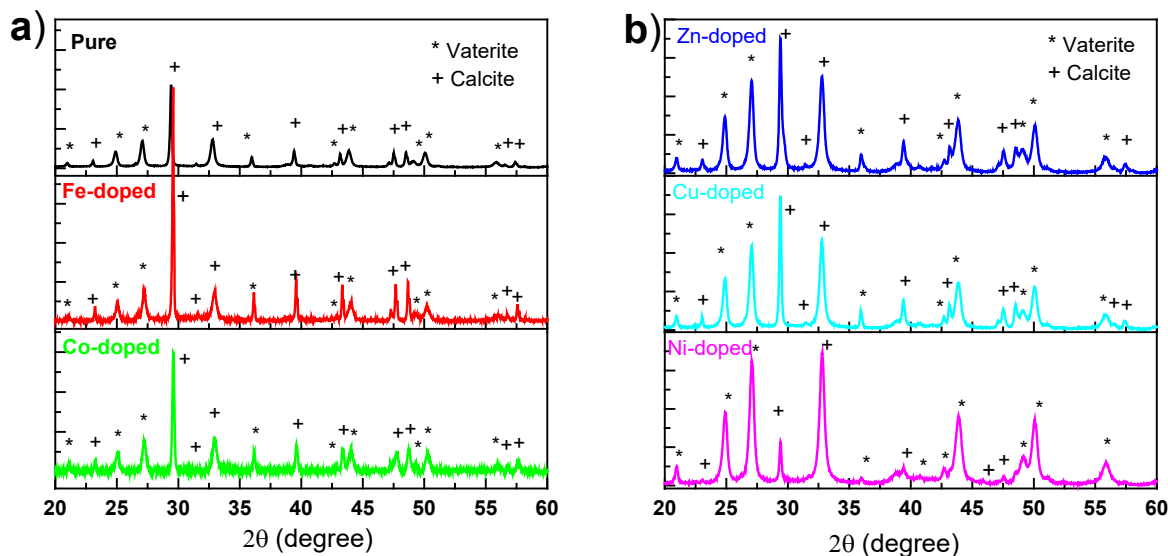 a)
Pure
* Vaterite
+ Calcite
Fe-doped
Co-doped
20 25 30 35 40 45 50 55 60
2θ (degree)
b)
Zn-doped
* Vaterite
+ Calcite
Cu-doped
Ni-doped
20 25 30 35 40 45 50 55 60
2θ (degree)